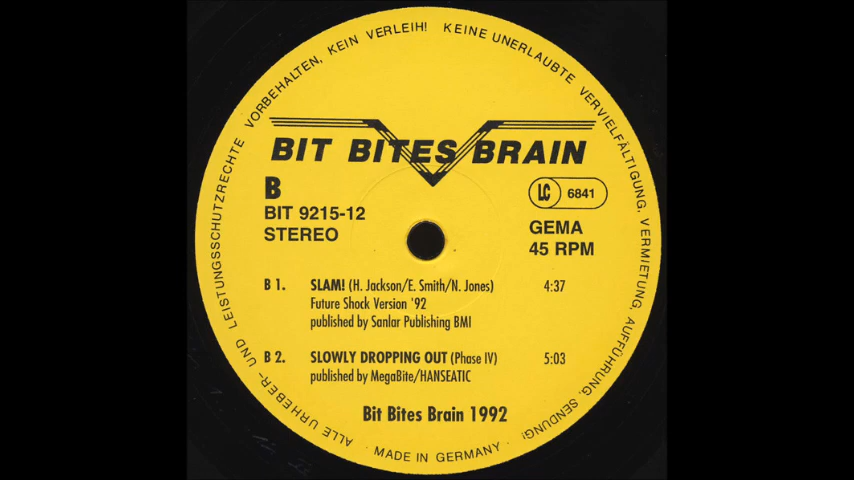 ALLE URHEBER- UND LEISTUNGSSCHUTZRECHTE VORBEHALTEN, KEIN VERLEIH! KEINE UNERLAUBTE VERVIELFÄLTIGUNG, VERMIETUNG, AUFFÜHRUNG, SENDUNG!
BIT BITES BRAIN
B
BIT 9215-12
STEREO
LC 6841
GEMA
45 RPM
B 1. SLAM! (H. Jackson/E. Smith/N. Jones) 4:37
Future Shock Version '92
published by Sanlar Publishing BMI
B 2. SLOWLY DROPPING OUT (Phase IV) 5:03
published by MegaBite/HANSEATIC
Bit Bites Brain 1992
· MADE IN GERMANY ·